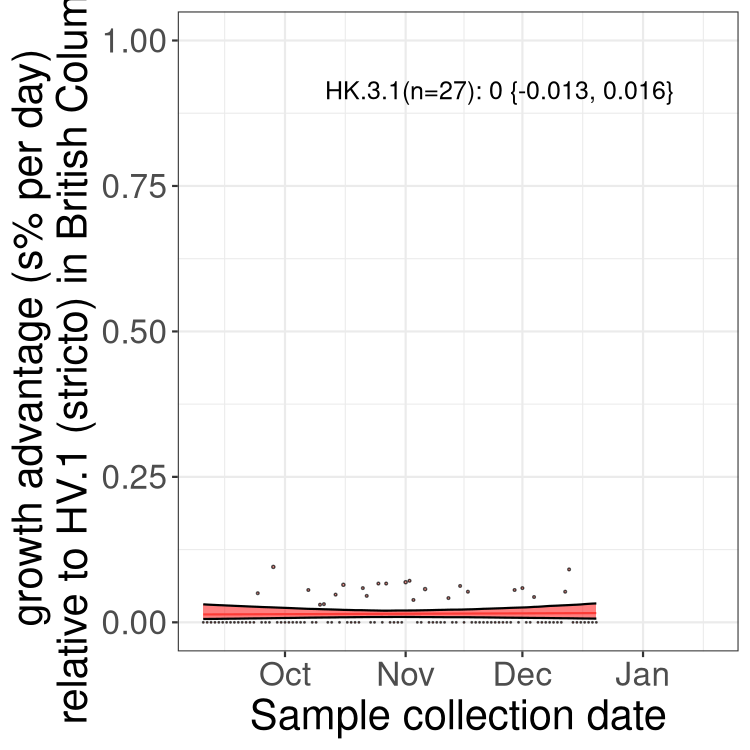 growth advantage (s% per day)
relative to HV.1 (stricto) in British Colum
1.00
0.75
0.50
0.25
0.00
HK.3.1(n=27): 0 {-0.013, 0.016}
Oct Nov Dec Jan
Sample collection date